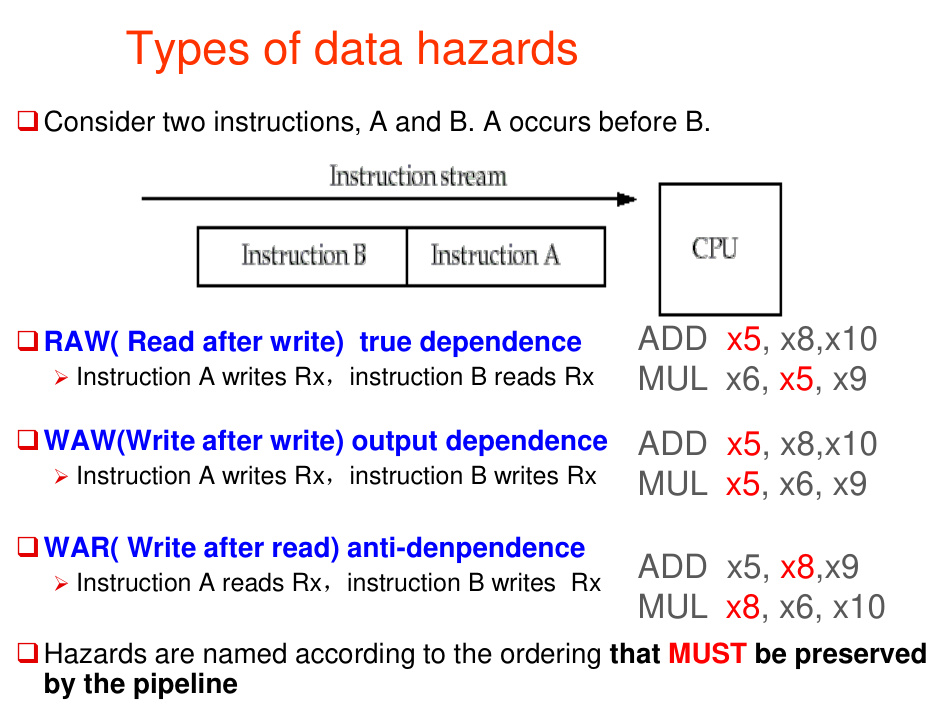 Types of data hazards
Consider two instructions, A and B. A occurs before B.
Instruction stream
Instruction B
Instruction A
CPU
RAW( Read after write)  true dependence
Instruction A writes Rx，instruction B reads Rx
ADD  x5, x8,x10
MUL  x6, x5, x9
WAW(Write after write) output dependence
Instruction A writes Rx，instruction B writes Rx
ADD  x5, x8,x10
MUL  x5, x6, x9
WAR( Write after read) anti-denpendence
Instruction A reads Rx，instruction B writes  Rx
ADD  x5, x8,x9
MUL  x8, x6, x10
Hazards are named according to the ordering that MUST be preserved
by the pipeline